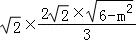 √2 × (2√2 × √(6−m²))/3